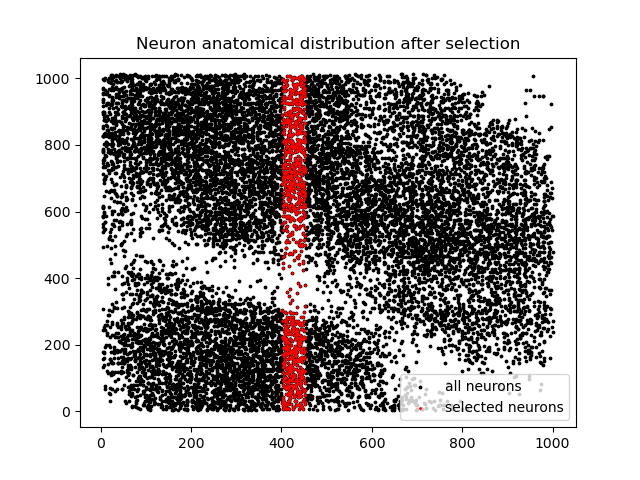 Neuron anatomical distribution after selection
1000
800
600
400
200
0
all neurons
selected neurons
0 200 400 600 800 1000